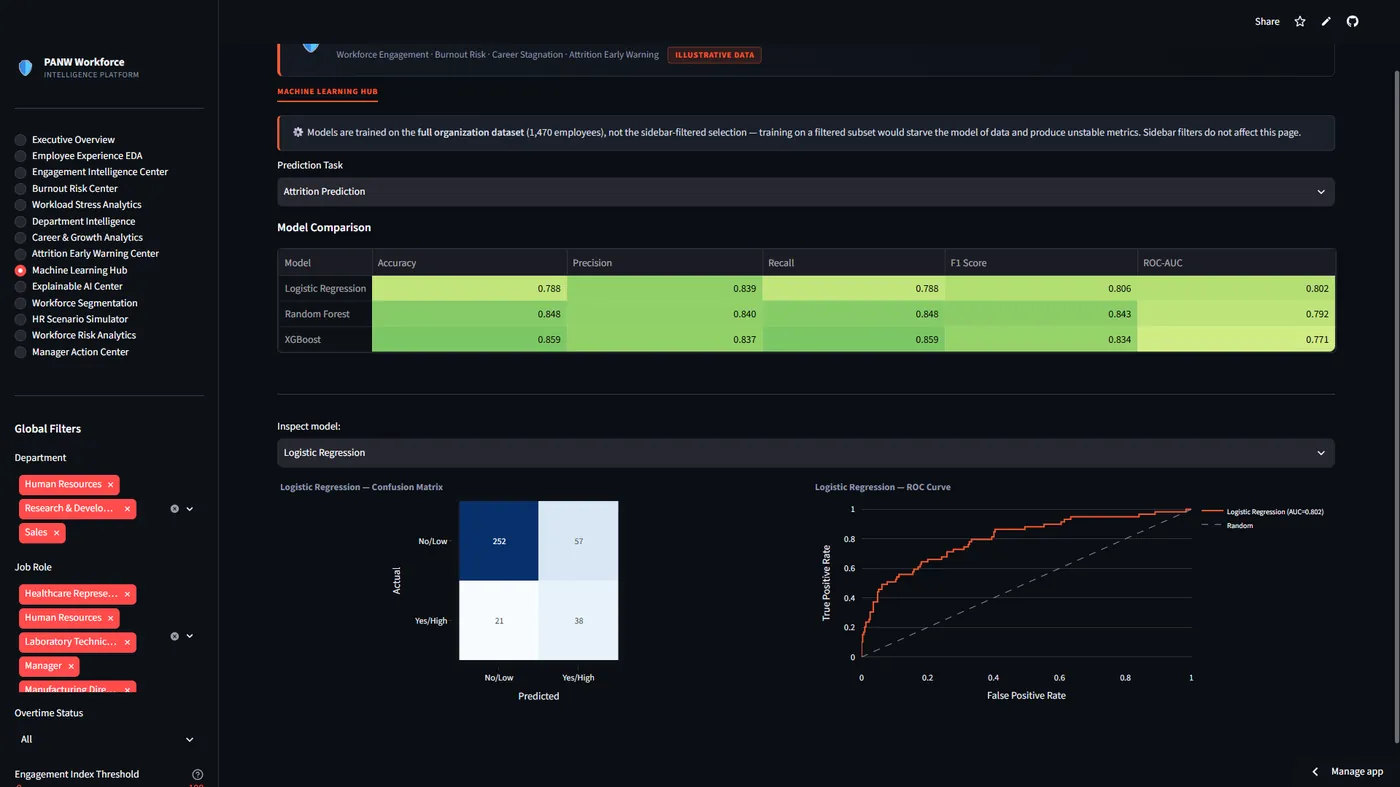 Share
PANW Workforce
INTELLIGENCE PLATFORM
Executive Overview
Employee Experience EDA
Engagement Intelligence Center
Burnout Risk Center
Workload Stress Analytics
Department Intelligence
Career & Growth Analytics
Attrition Early Warning Center
Machine Learning Hub
Explainable AI Center
Workforce Segmentation
HR Scenario Simulator
Workforce Risk Analytics
Manager Action Center
Global Filters
Department
Human Resources ×
Research & Develo... ×
Sales ×
Job Role
Healthcare Represe... ×
Human Resources ×
Laboratory Technic... ×
Manager ×
Manufacturing Dire... ×
Overtime Status
All
Engagement Index Threshold
Workforce Engagement · Burnout Risk · Career Stagnation · Attrition Early Warning ILLUSTRATIVE DATA
MACHINE LEARNING HUB
Models are trained on the full organization dataset (1,470 employees), not the sidebar-filtered selection — training on a filtered subset would starve the model of data and produce unstable metrics. Sidebar filters do not affect this page.
Prediction Task
Attrition Prediction
Model Comparison
Model Accuracy Precision Recall F1 Score ROC-AUC
Logistic Regression 0.788 0.839 0.788 0.806 0.802
Random Forest 0.848 0.840 0.848 0.843 0.792
XGBoost 0.859 0.837 0.859 0.834 0.771
Inspect model:
Logistic Regression
Logistic Regression — Confusion Matrix
No/Low 252 57
Actual
Yes/High 21 38
No/Low Yes/High
Predicted
Logistic Regression — ROC Curve
1
0.8
0.6
0.4
0.2
0
True Positive Rate
0 0.2 0.4 0.6 0.8 1
False Positive Rate
Logistic Regression (AUC=0.802)
Random
Manage app